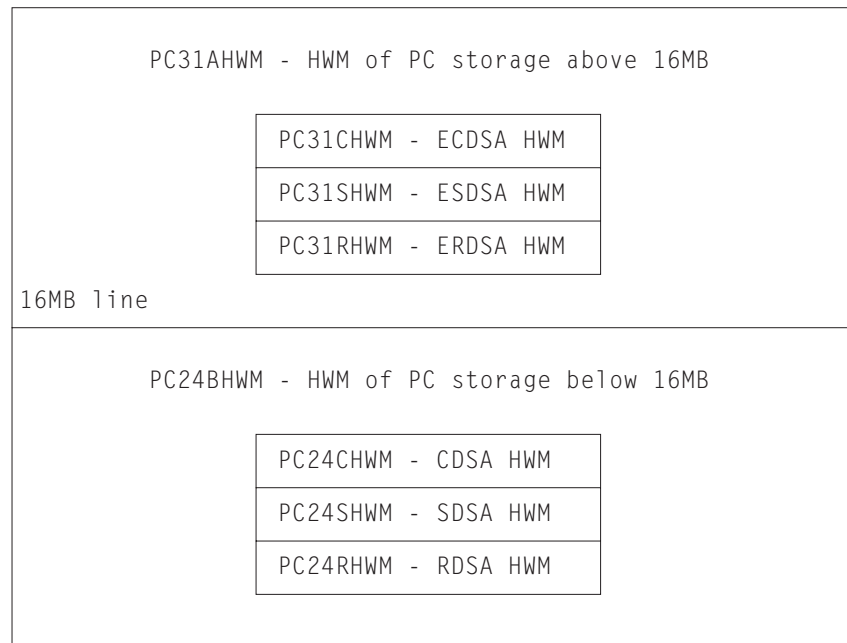 PC31AHWM - HWM of PC storage above 16MB
PC31CHWM - ECDSA HWM
PC31SHWM - ESDSA HWM
PC31RHWM - ERDSA HWM
16MB line
PC24BHWM - HWM of PC storage below 16MB
PC24CHWM - CDSA HWM
PC24SHWM - SDSA HWM
PC24RHWM - RDSA HWM